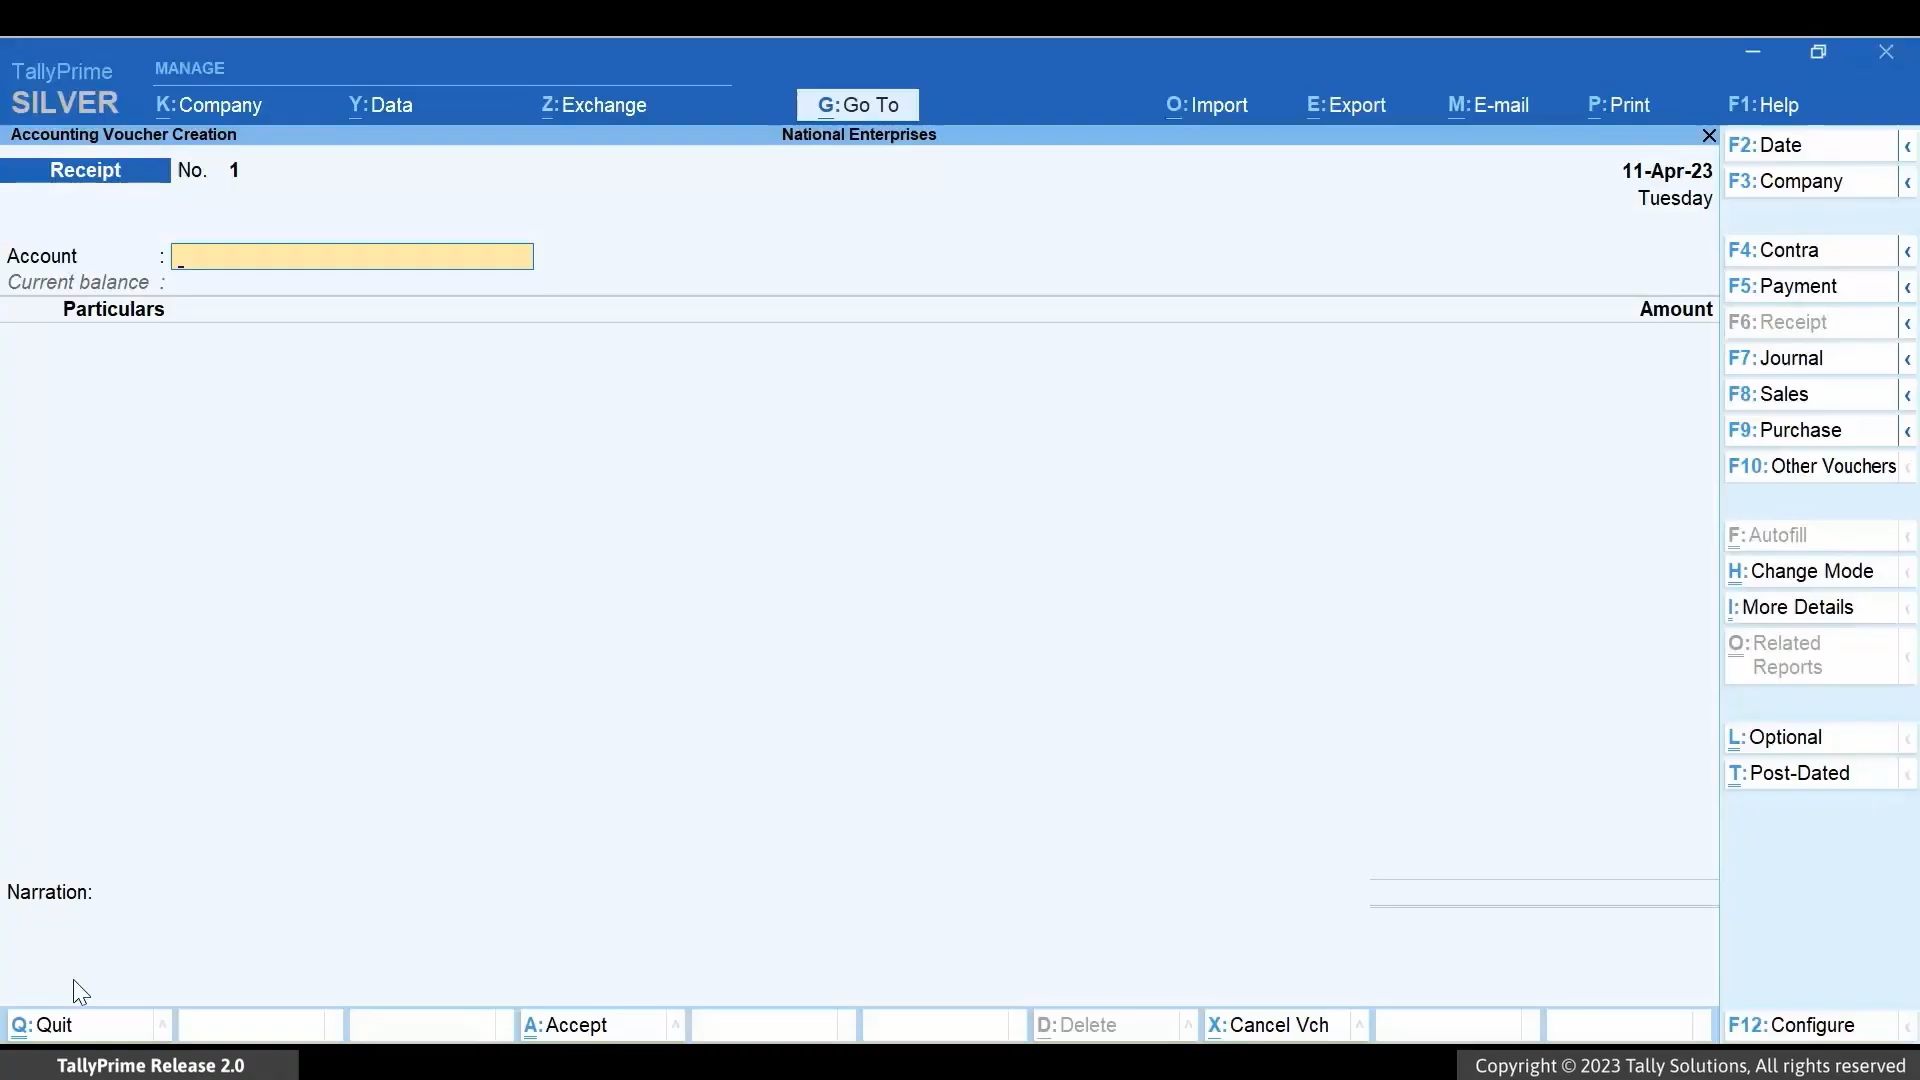 TallyPrime
SILVER
MANAGE
K: Company
Y: Data
Z: Exchange
G: Go To
O: Import
E: Export
M: E-mail
P: Print
F1: Help
Accounting Voucher Creation
National Enterprises
Receipt No. 1
11-Apr-23
Tuesday
Account :
Current balance :
Particulars
Amount
Narration:
F2: Date
F3: Company
F4: Contra
F5: Payment
F6: Receipt
F7: Journal
F8: Sales
F9: Purchase
F10: Other Vouchers
F: Autofill
H: Change Mode
I: More Details
O: Related
Reports
L: Optional
T: Post-Dated
Q: Quit
A: Accept
D: Delete
X: Cancel Vch
F12: Configure
TallyPrime Release 2.0
Copyright © 2023 Tally Solutions, All rights reserved